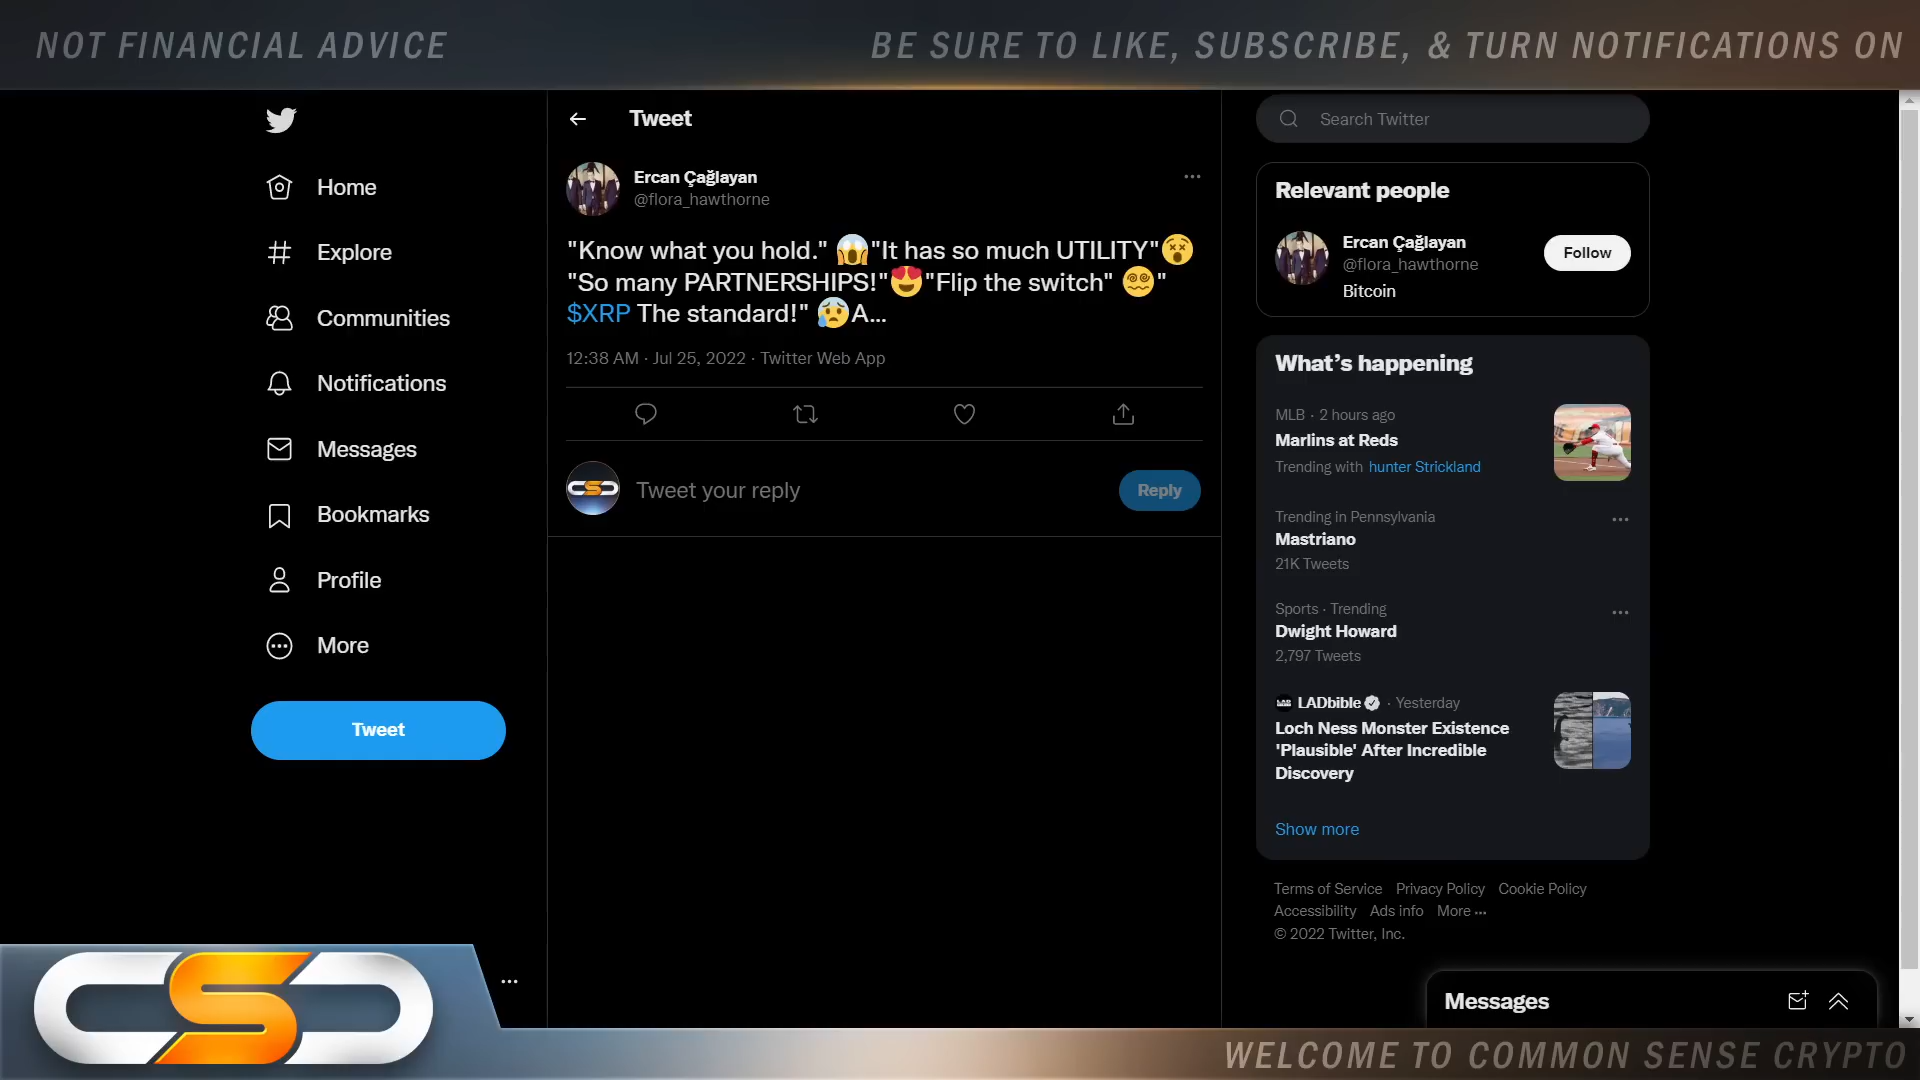 NOT FINANCIAL ADVICE
BE SURE TO LIKE, SUBSCRIBE, & TURN NOTIFICATIONS ON
Home
Explore
Communities
Notifications
Messages
Bookmarks
Profile
More
Tweet
Tweet
Ercan Çağlayan
@flora_hawthorne
"Know what you hold." 😱"It has so much UTILITY"😵
"So many PARTNERSHIPS!"😍"Flip the switch" 😵‍💫"
$XRP The standard!" 😰A...
12:38 AM · Jul 25, 2022 · Twitter Web App
Tweet your reply
Reply
Search Twitter
Relevant people
Ercan Çağlayan
@flora_hawthorne
Follow
Bitcoin
What's happening
MLB · 2 hours ago
Marlins at Reds
Trending with hunter Strickland
Trending in Pennsylvania
Mastriano
21K Tweets
Sports · Trending
Dwight Howard
2,797 Tweets
LADbible · Yesterday
Loch Ness Monster Existence
'Plausible' After Incredible
Discovery
Show more
Terms of Service Privacy Policy Cookie Policy
Accessibility Ads info More ···
© 2022 Twitter, Inc.
Messages
CSC
WELCOME TO COMMON SENSE CRYPTO